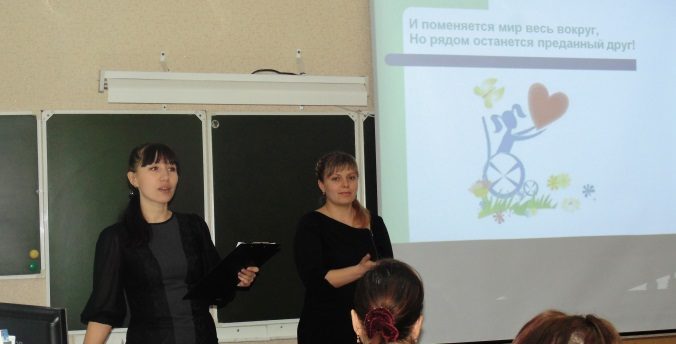 И поменяется мир весь вокруг,
Но рядом останется преданный друг!